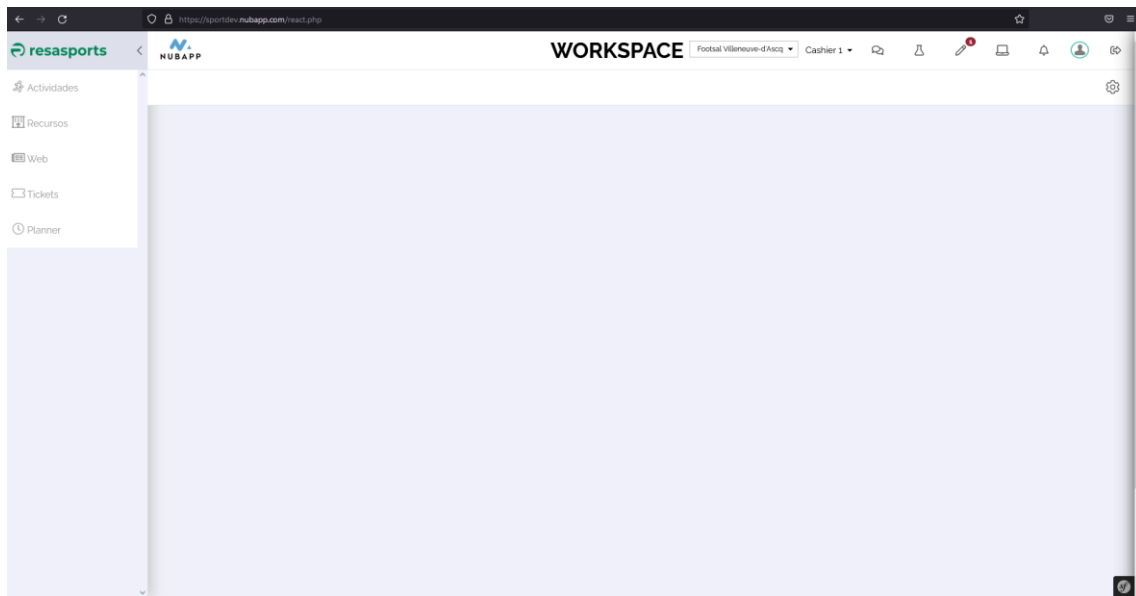 https://sportdev.nubapp.com/react.php
resasports
NUBAPP
WORKSPACE
Footsal Villeneuve-d'Ascq
Cashier 1
Actividades
Recursos
Web
Tickets
Planner